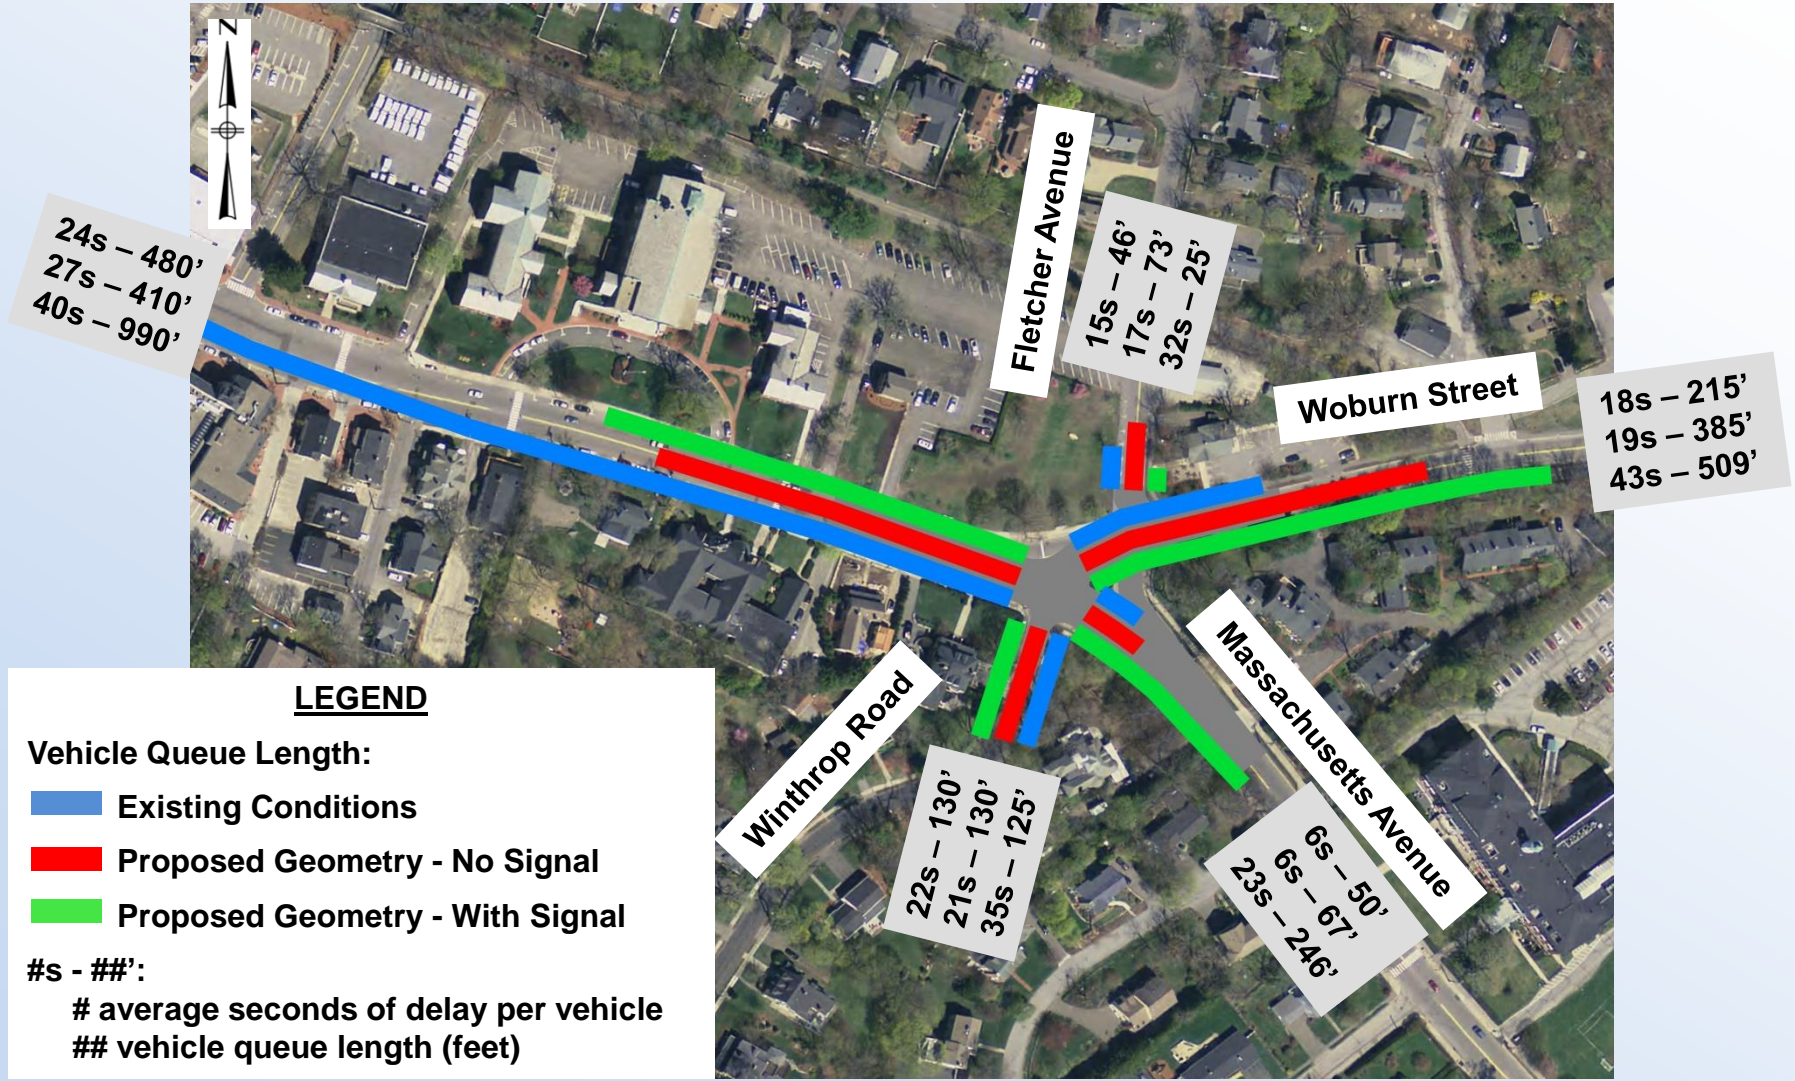 N
24s – 480’
27s – 410’
40s – 990’
Fletcher Avenue
15s – 46’
17s – 73’
32s – 25’
Woburn Street
18s – 215’
19s – 385’
43s – 509’
Massachusetts Avenue
6s – 50’
6s – 67’
23s – 246’
Winthrop Road
22s – 130’
21s – 130’
35s – 125’
LEGEND
Vehicle Queue Length:
Existing Conditions
Proposed Geometry - No Signal
Proposed Geometry - With Signal
#s - ##’:
# average seconds of delay per vehicle
## vehicle queue length (feet)